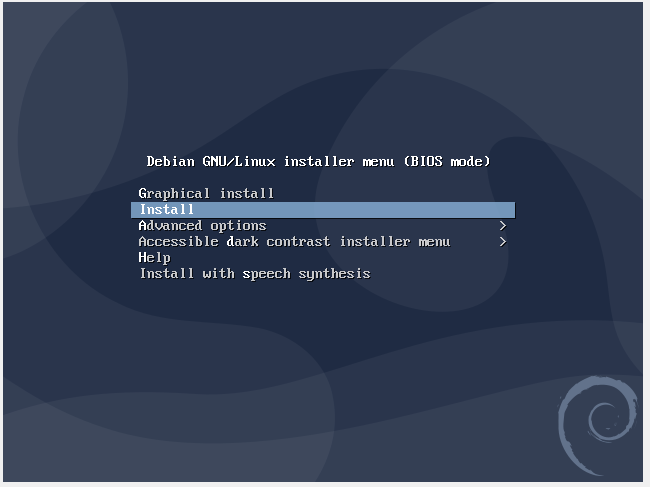 Debian GNU/Linux installer menu (BIOS mode)
Graphical install
Install
Advanced options >
Accessible dark contrast installer menu >
Help
Install with speech synthesis